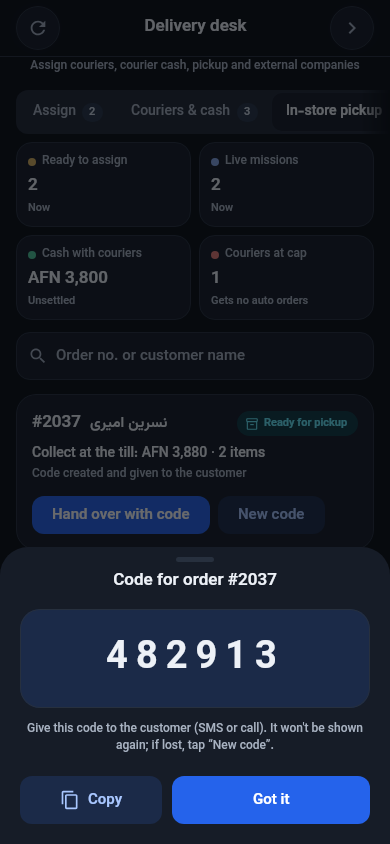 Delivery desk
Assign couriers, courier cash, pickup and external companies
Assign 2 Couriers & cash 3 In-store pickup
Ready to assign
2
Now
Live missions
2
Now
Cash with couriers
AFN 3,800
Unsettled
Couriers at cap
1
Gets no auto orders
Order no. or customer name
#2037 نسرین امیری Ready for pickup
Collect at the till: AFN 3,880 · 2 items
Code created and given to the customer
Hand over with code New code
Code for order #2037
482913
Give this code to the customer (SMS or call). It won't be shown
again; if lost, tap “New code”.
Copy Got it